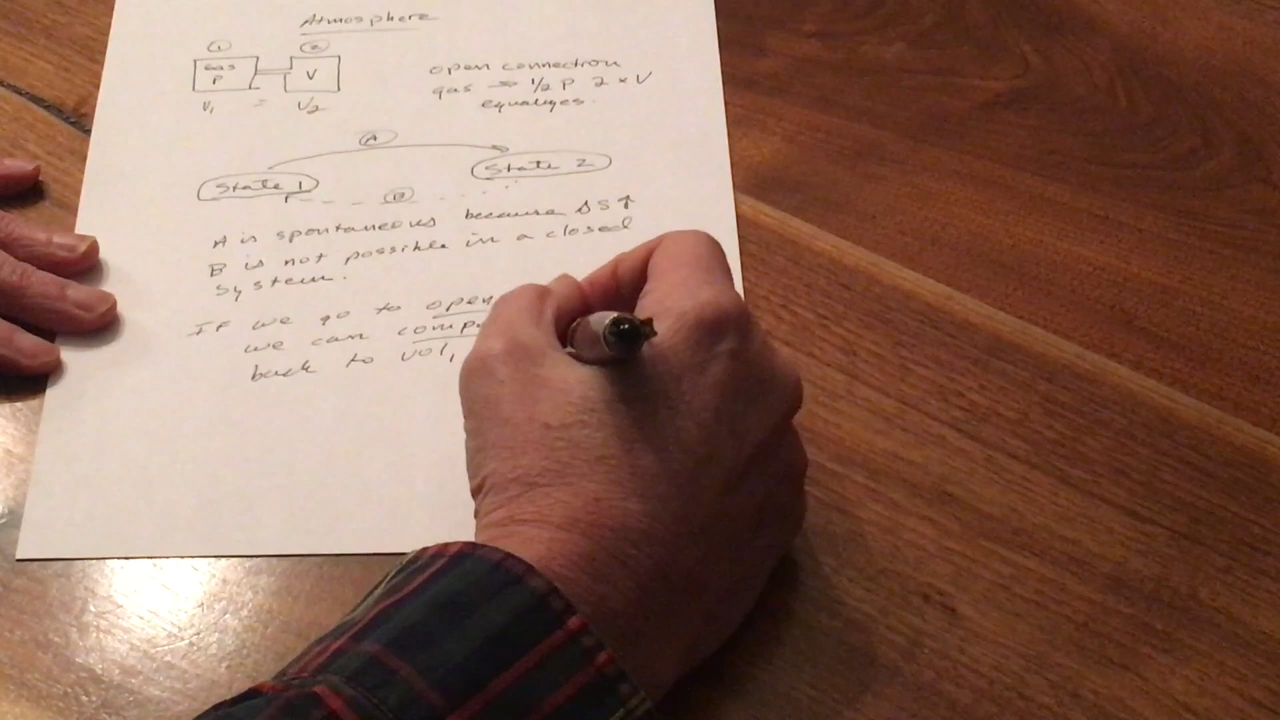 Atmosphere
① ②
Gas P V
V₁ = V₂
open connection
gas → ½ P 2 × V
equalizes.
A
State 1 State 2
B
A is spontaneous because ΔS↑
B is not possible in a closed
system.
IF we go to open
we can
back to vol,